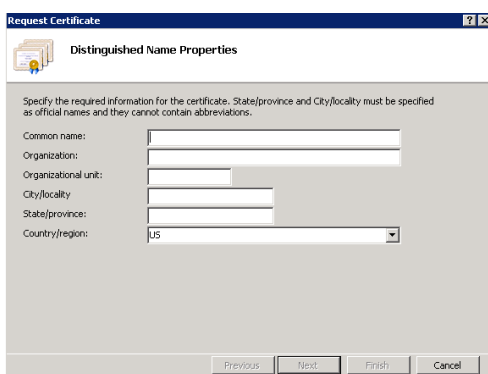 Request Certificate
Distinguished Name Properties
Specify the required information for the certificate. State/province and City/locality must be specified
as official names and they cannot contain abbreviations.
Common name:
Organization:
Organizational unit:
City/locality
State/province:
Country/region:
US
Previous
Next
Finish
Cancel